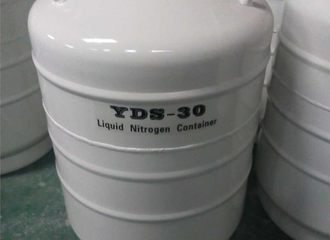 YDS-30
Liquid Nitrogen Container